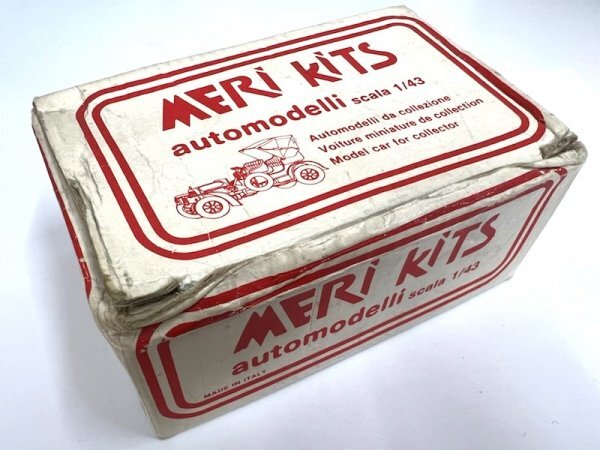 MERi KiTS
automodelli scala 1/43
Automodelli da collezione
Voiture miniature de collection
Model car for collector
MERi KiTS
automodelli scala 1/43
MADE IN ITALY